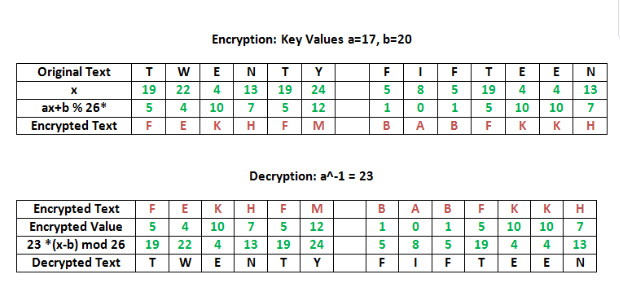 Encryption: Key Values a=17, b=20
Original Text T W E N T Y F I F T E E N
x 19 22 4 13 19 24 5 8 5 19 4 4 13
ax+b % 26* 5 4 10 7 5 12 1 0 1 5 10 10 7
Encrypted Text F E K H F M B A B F K K H
Decryption: a^-1 = 23
Encrypted Text F E K H F M B A B F K K H
Encrypted Value 5 4 10 7 5 12 1 0 1 5 10 10 7
23 *(x-b) mod 26 19 22 4 13 19 24 5 8 5 19 4 4 13
Decrypted Text T W E N T Y F I F T E E N